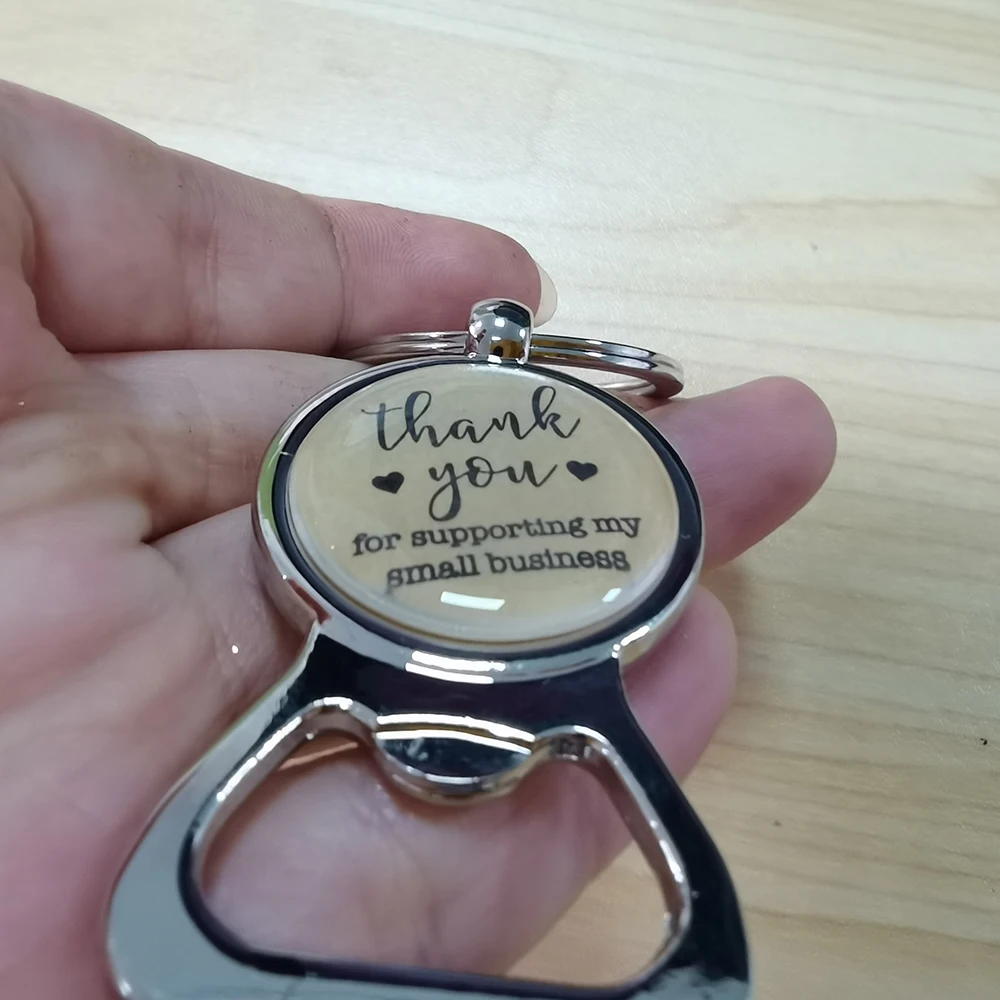 thank
you
for supporting my
small business